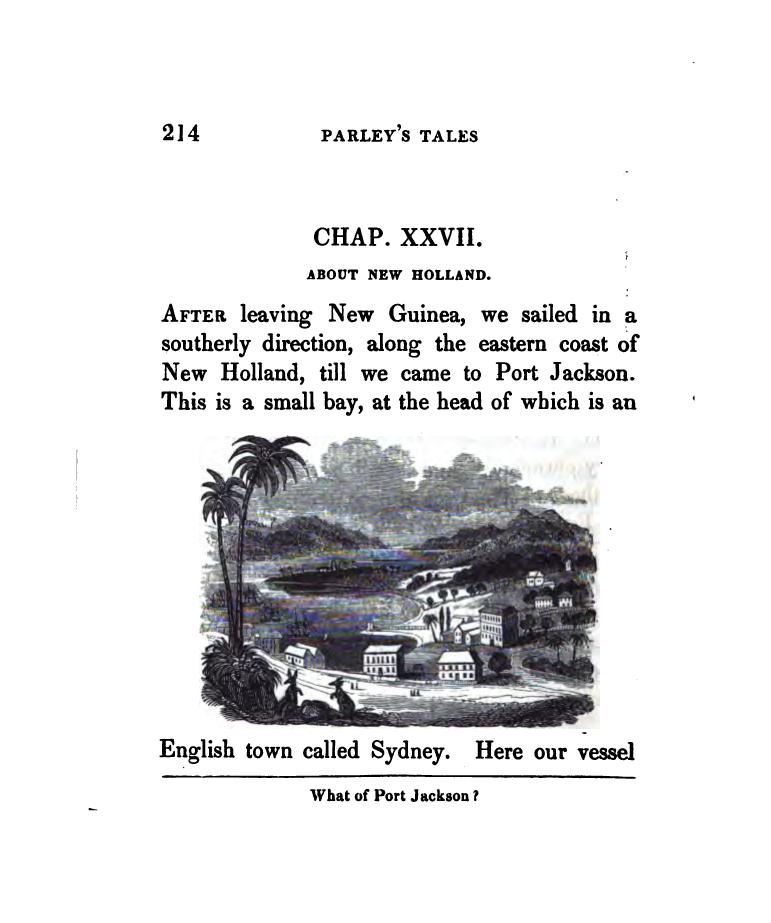 214 PARLEY'S TALES
CHAP. XXVII.
ABOUT NEW HOLLAND.
AFTER leaving New Guinea, we sailed in a
southerly direction, along the eastern coast of
New Holland, till we came to Port Jackson.
This is a small bay, at the head of which is an
English town called Sydney. Here our vessel
What of Port Jackson?